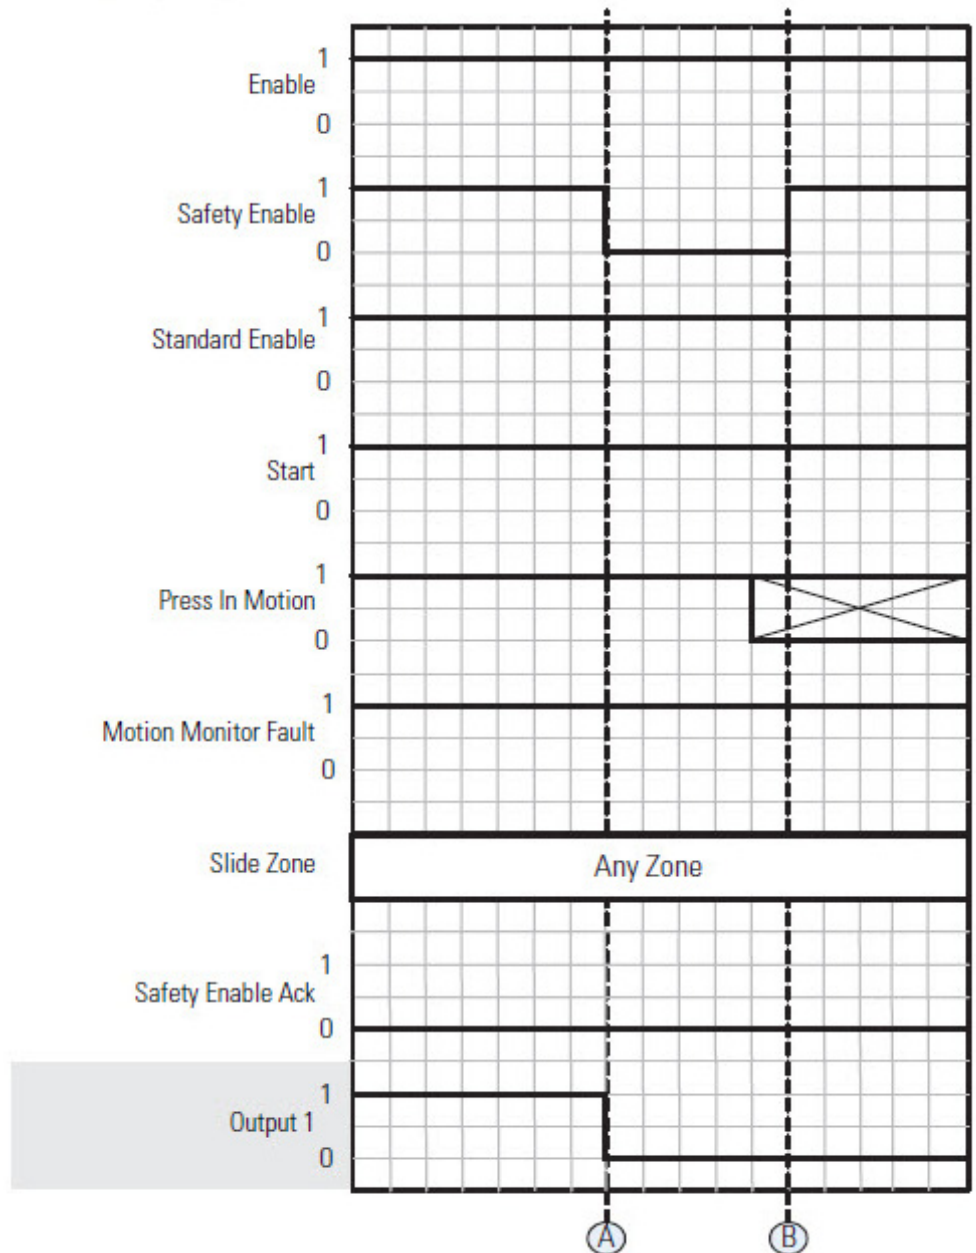 1
Enable
0
1
Safety Enable
0
1
Standard Enable
0
1
Start
0
1
Press In Motion
0
1
Motion Monitor Fault
0
Slide Zone Any Zone
1
Safety Enable Ack
0
1
Output 1
0
A B